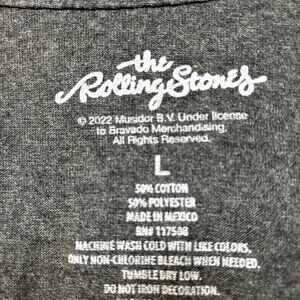 the
Rolling Stones
© 2022 Musidor B.V. Under license
to Bravado Merchandising.
All Rights Reserved.
L
50% COTTON
50% POLYESTER
MADE IN MEXICO
RN# 117508
MACHINE WASH COLD WITH LIKE COLORS.
ONLY NON-CHLORINE BLEACH WHEN NEEDED.
TUMBLE DRY LOW.
DO NOT IRON DECORATION.